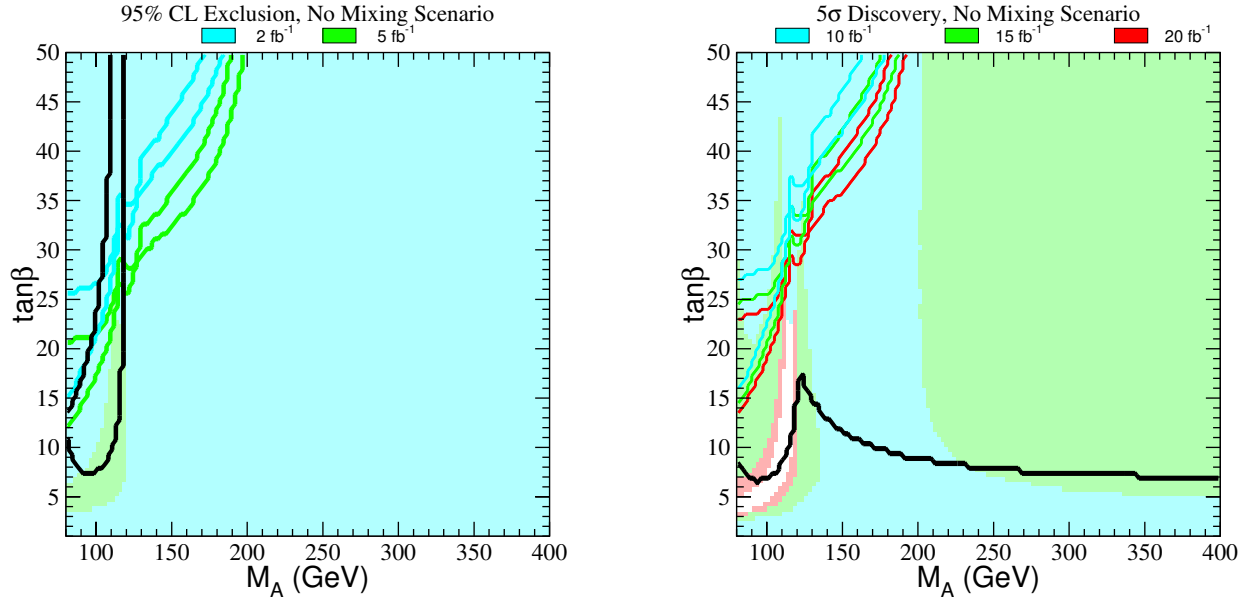 95% CL Exclusion, No Mixing Scenario
2 fb⁻¹ 5 fb⁻¹
50
45
40
35
30
25
20
15
10
5
tanβ
100 150 200 250 300 350 400
M_A (GeV)
5σ Discovery, No Mixing Scenario
10 fb⁻¹ 15 fb⁻¹ 20 fb⁻¹
50
45
40
35
30
25
20
15
10
5
tanβ
100 150 200 250 300 350 400
M_A (GeV)